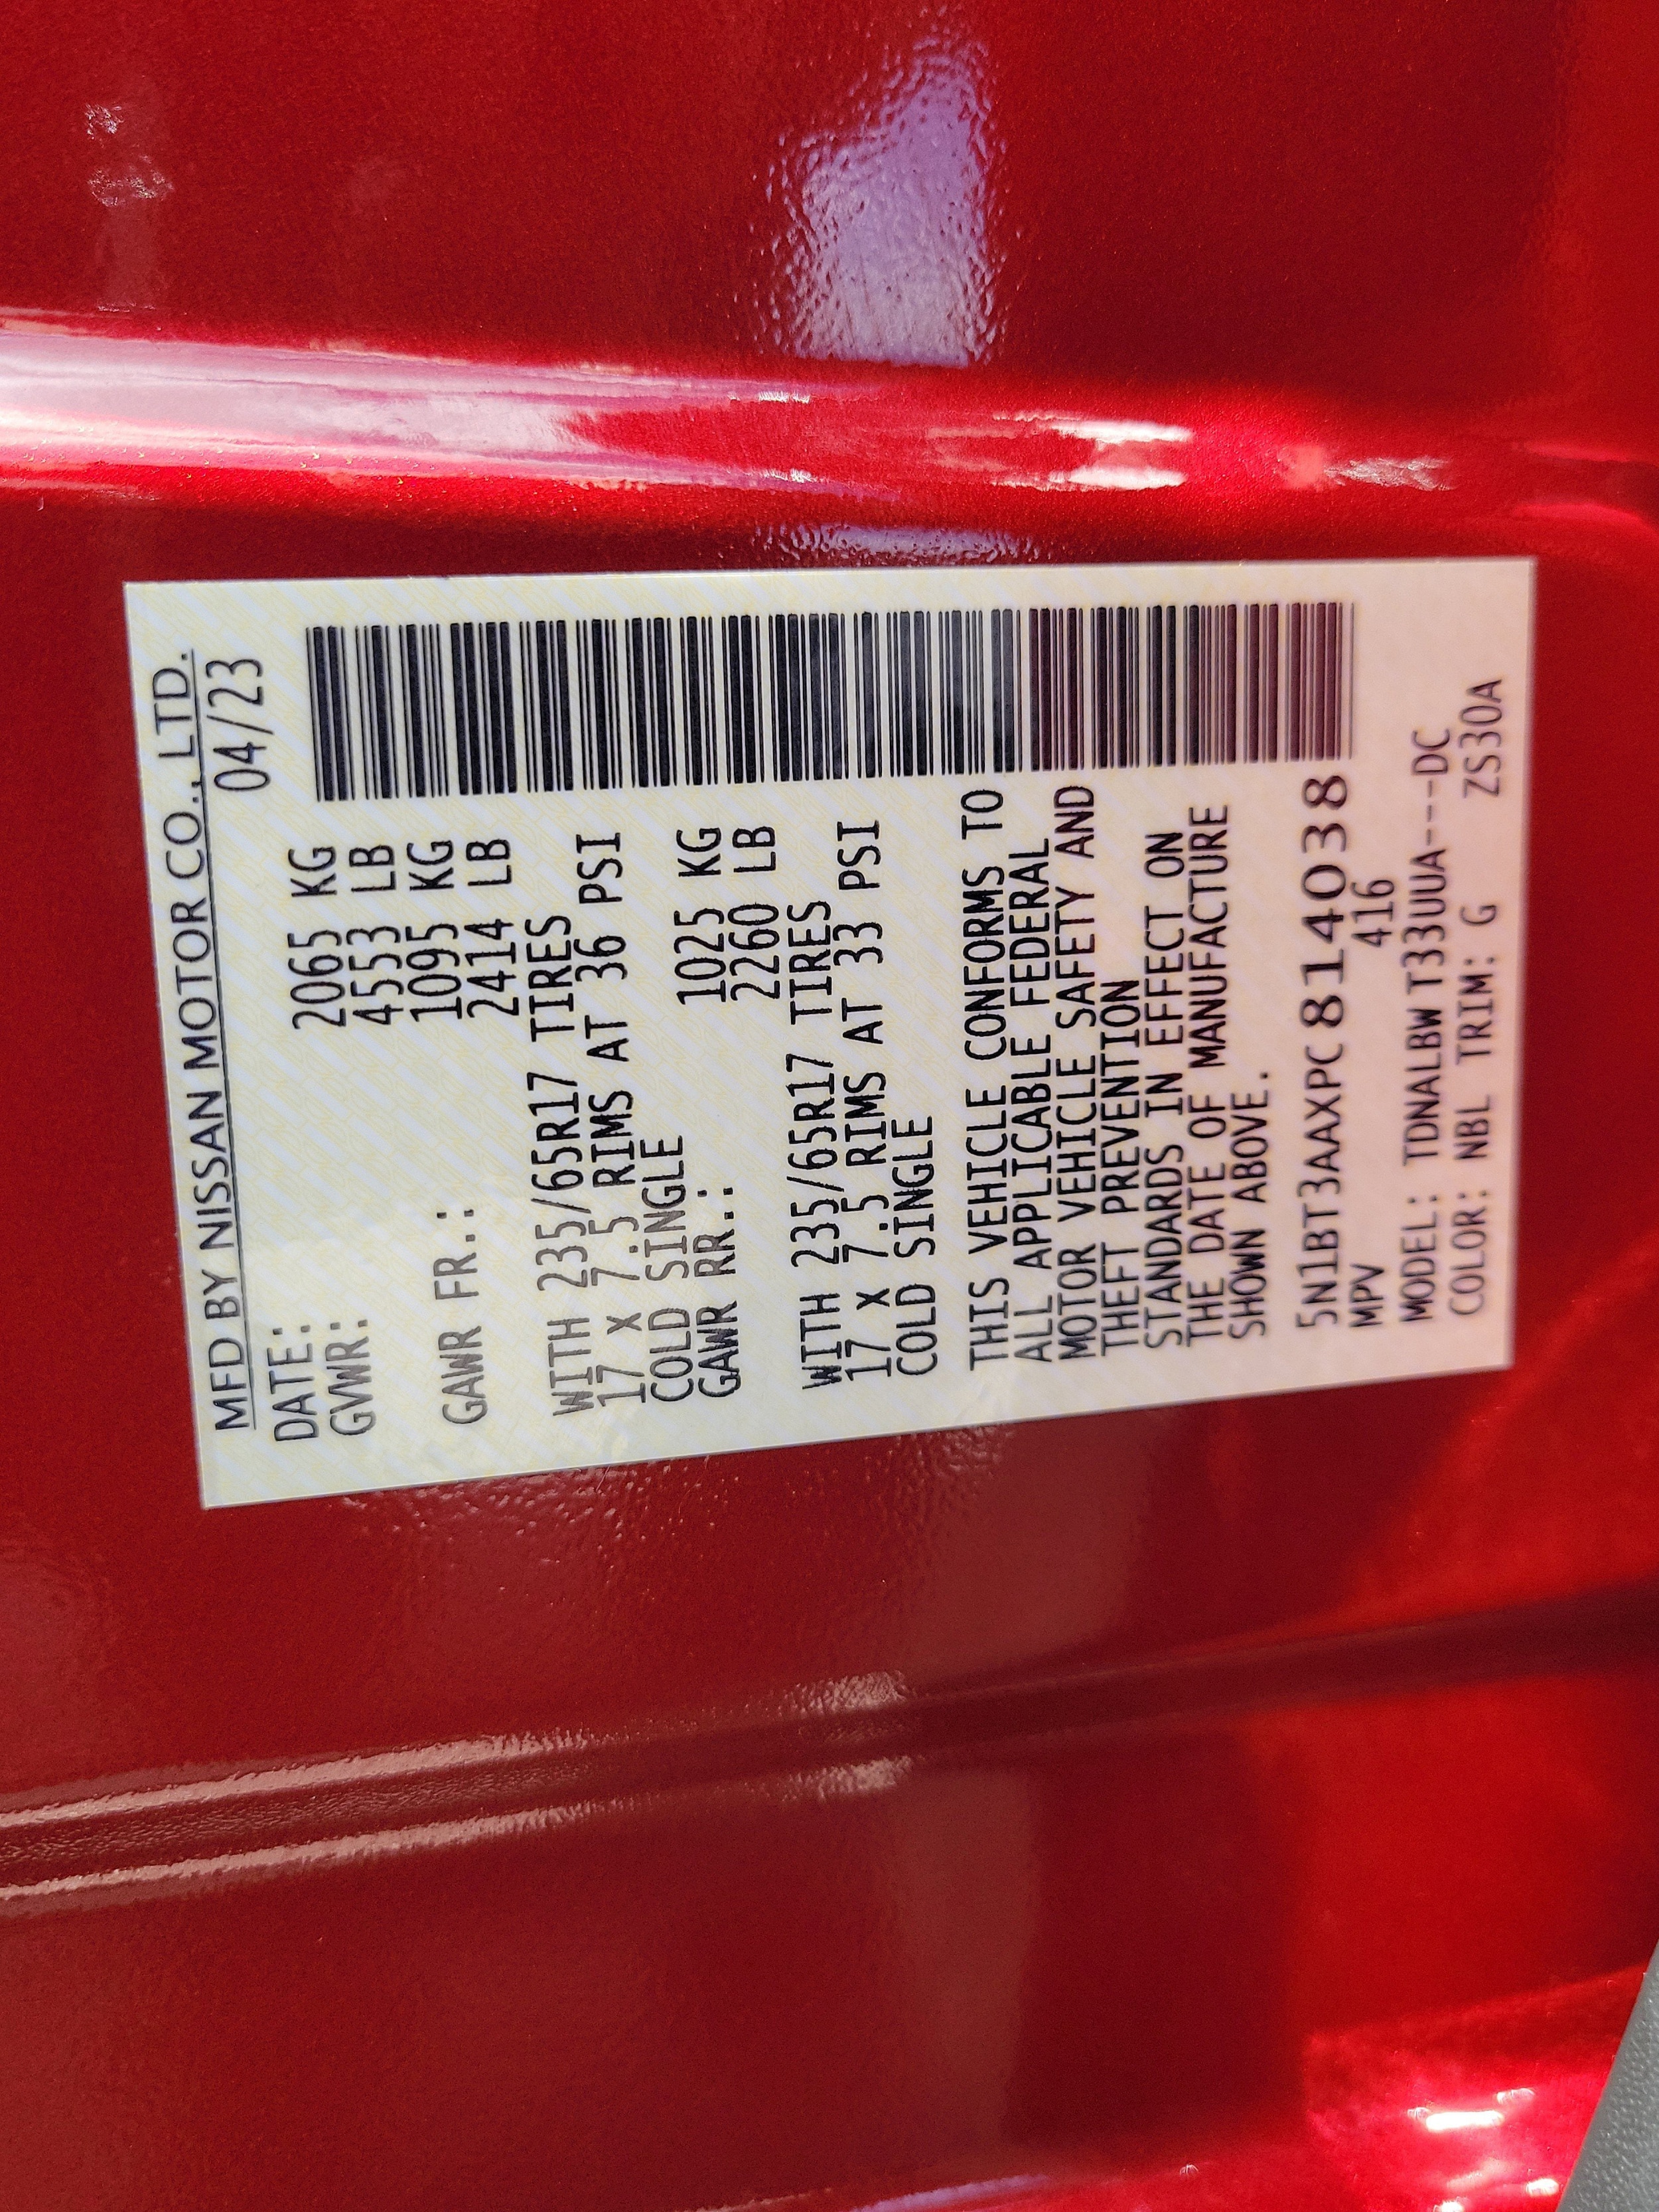 MFD BY NISSAN MOTOR CO., LTD.
DATE: 04/23
GVWR: 2065 KG
4553 LB
GAWR FR.: 1095 KG
2414 LB
WITH 235/65R17 TIRES
17 X 7.5 RIMS AT 36 PSI
COLD SINGLE
GAWR RR.: 1025 KG
2260 LB
WITH 235/65R17 TIRES
17 X 7.5 RIMS AT 33 PSI
COLD SINGLE
THIS VEHICLE CONFORMS TO
ALL APPLICABLE FEDERAL
MOTOR VEHICLE SAFETY AND
THEFT PREVENTION
STANDARDS IN EFFECT ON
THE DATE OF MANUFACTURE
SHOWN ABOVE.
5N1BT3AAXPC814038
MPV 416
MODEL: TDNALBW T33UUA---DC
COLOR: NBL TRIM: G ZS30A